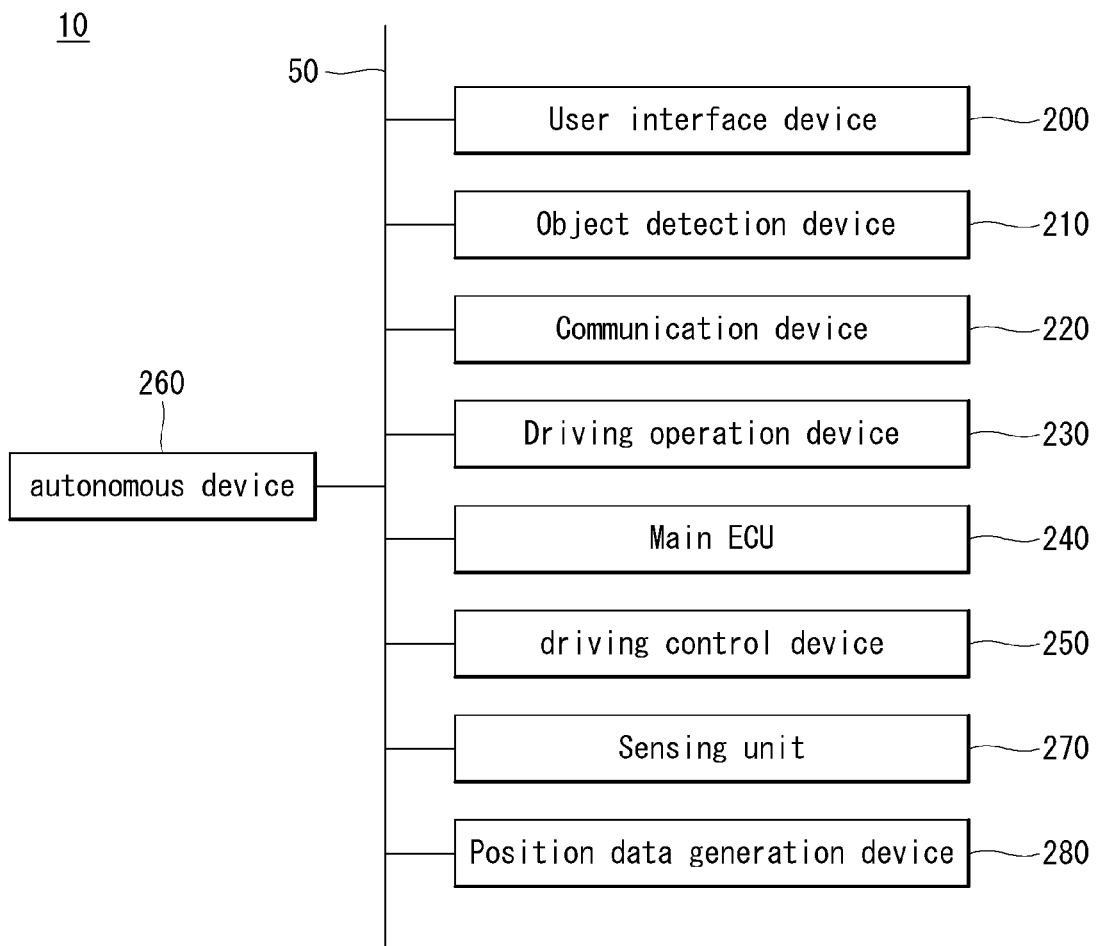 10
50
User interface device
200
Object detection device
210
Communication device
220
260
Driving operation device
230
autonomous device
Main ECU
240
driving control device
250
Sensing unit
270
Position data generation device
280